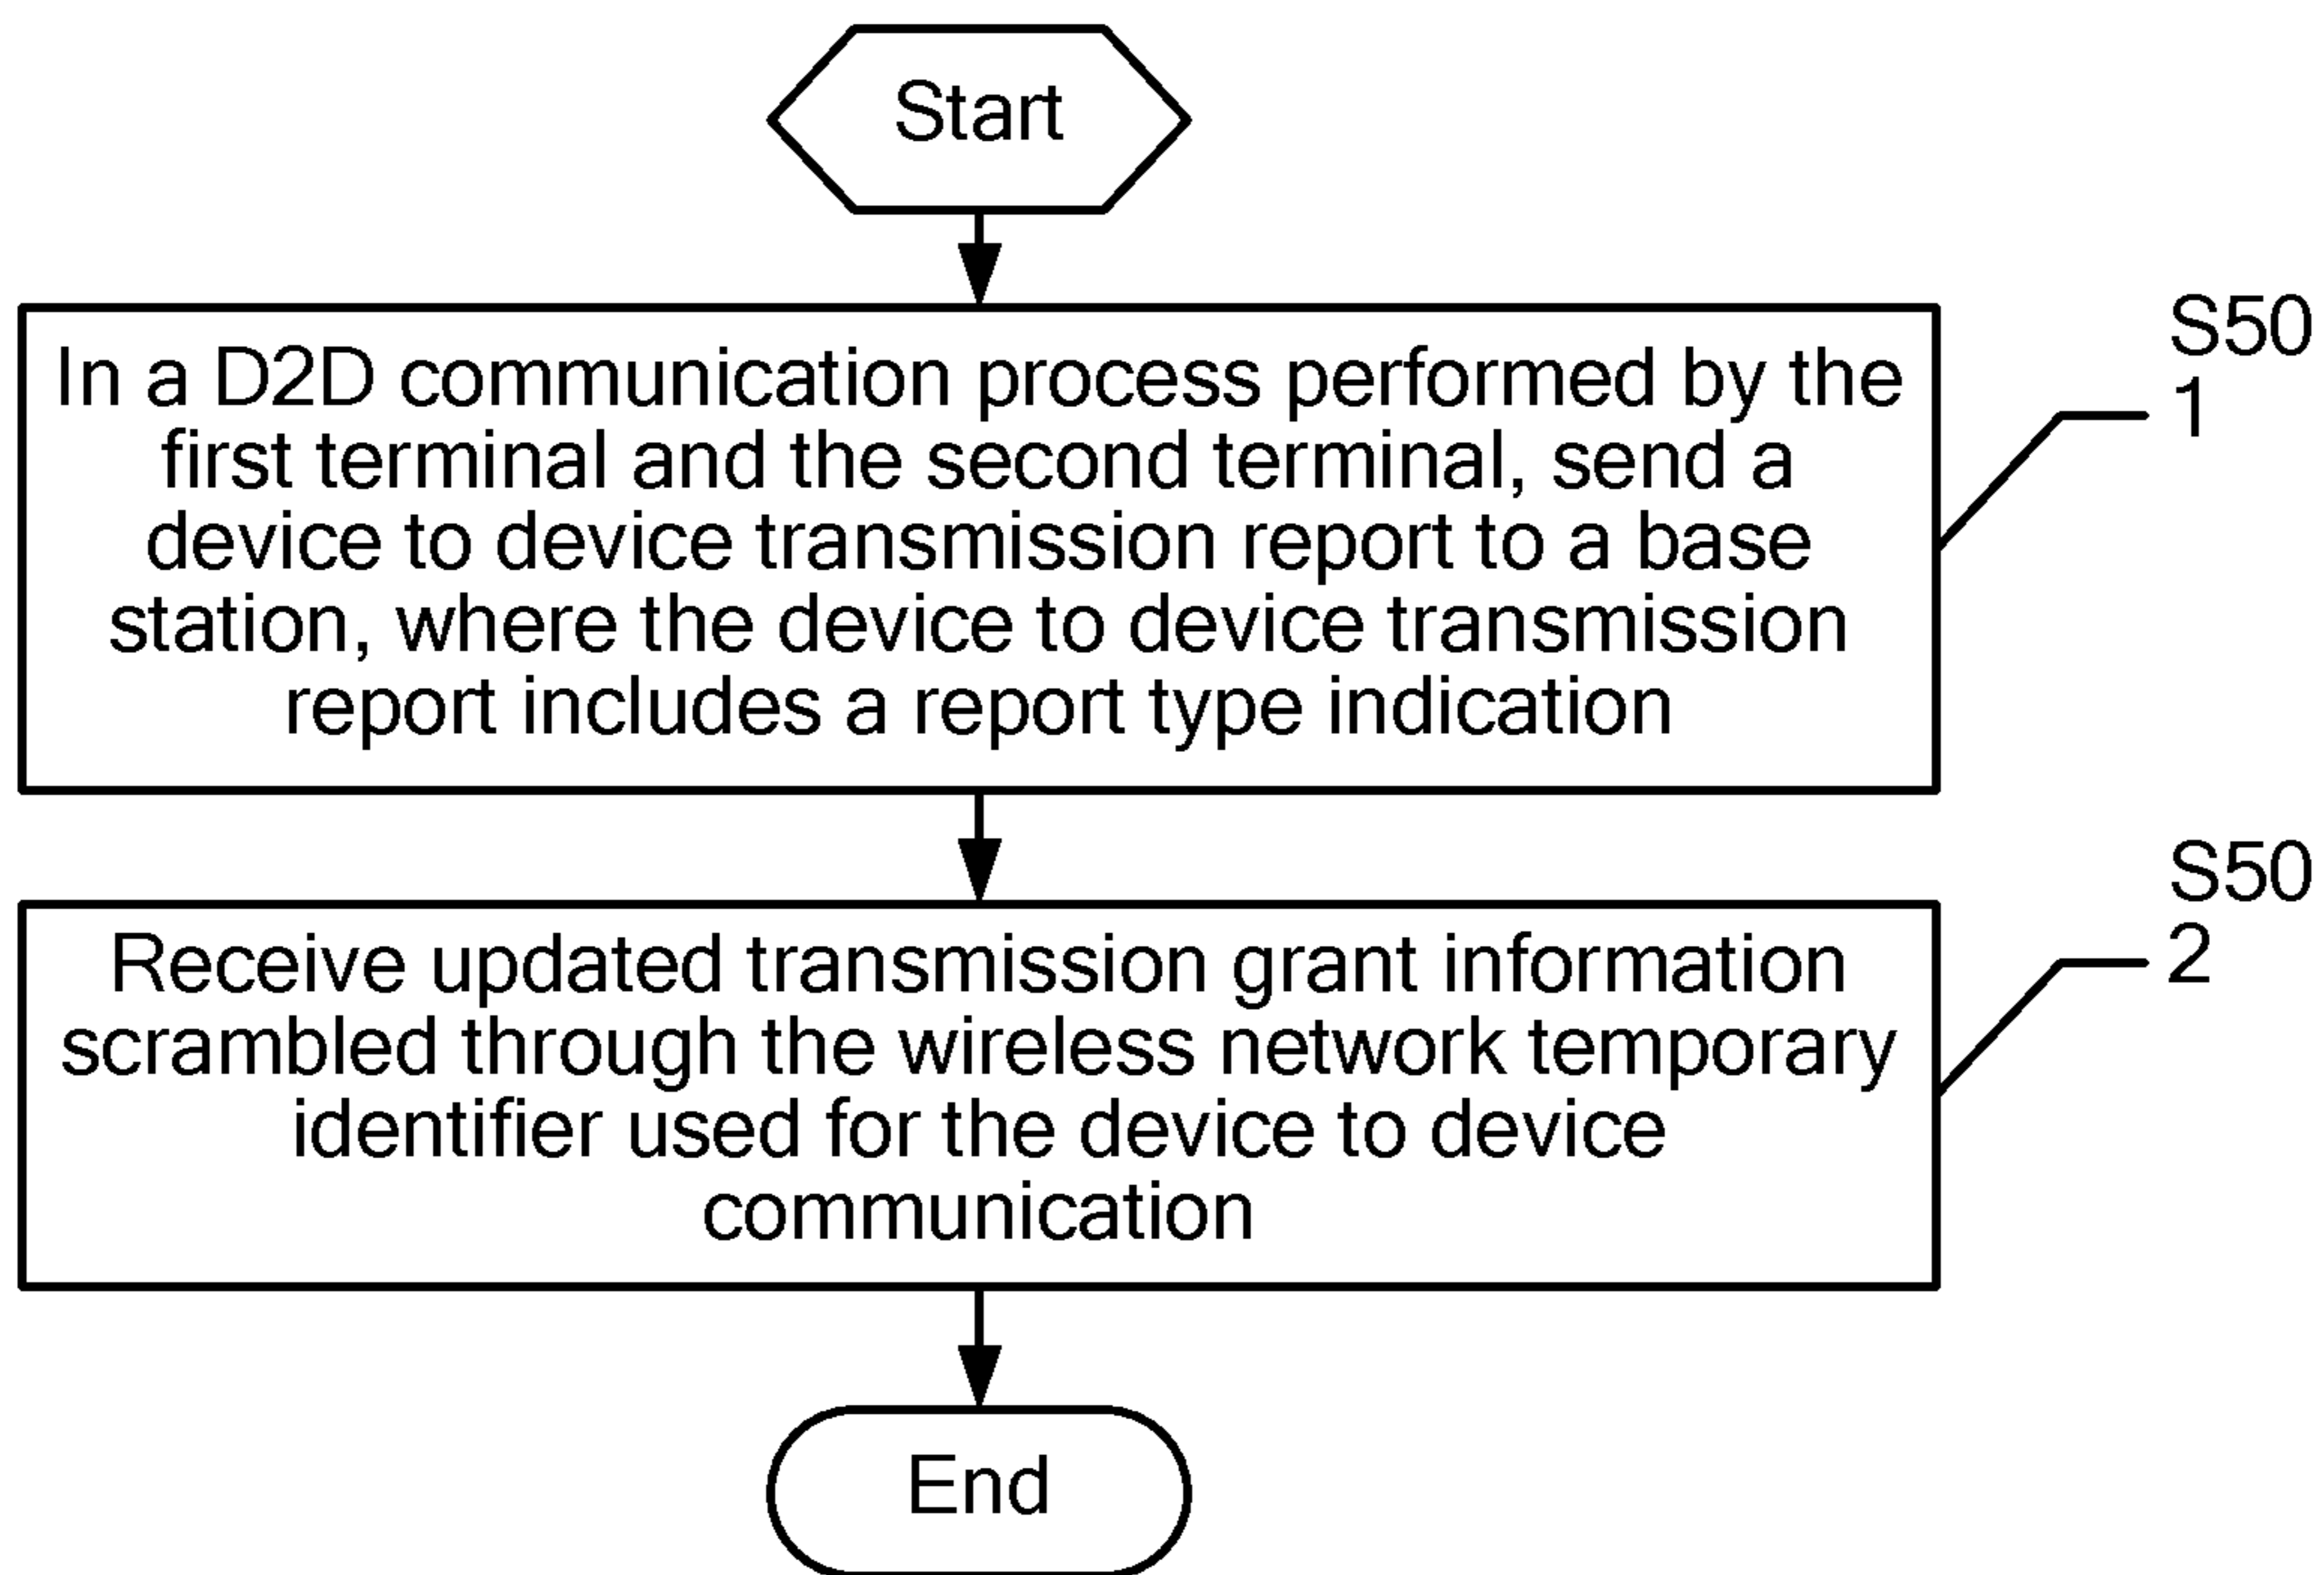 Start
In a D2D communication process performed by the
first terminal and the second terminal, send a
device to device transmission report to a base
station, where the device to device transmission
report includes a report type indication
S50
1
Receive updated transmission grant information
scrambled through the wireless network temporary
identifier used for the device to device
communication
S50
2
End